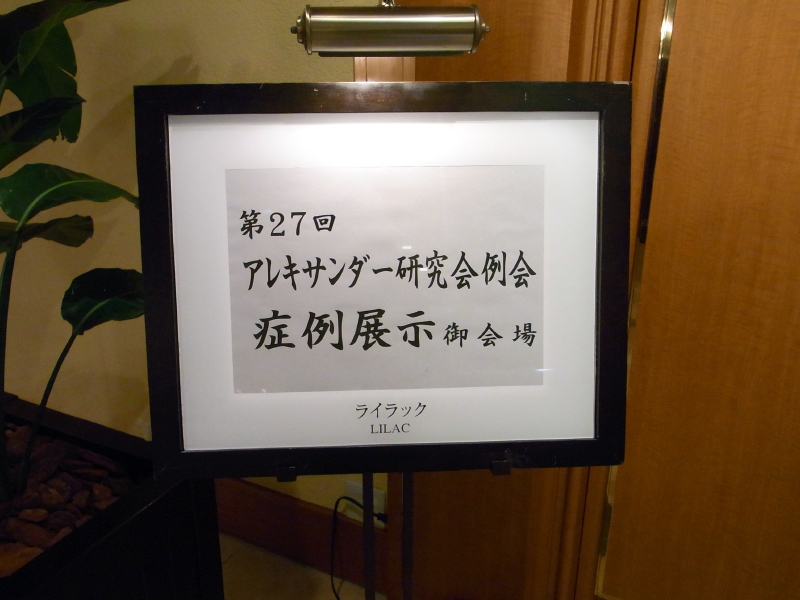 第27回
アレキサンダー研究会例会
症例展示 御会場
ライラック
LILAC